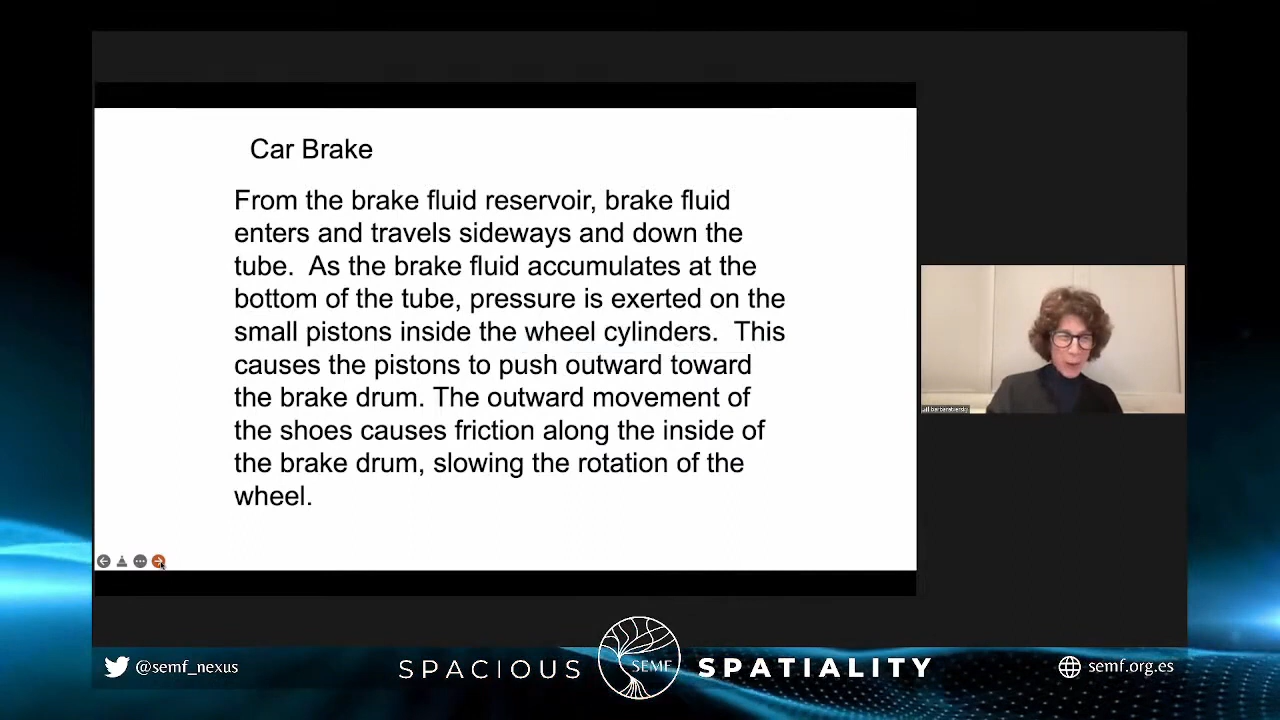 Car Brake
From the brake fluid reservoir, brake fluid
enters and travels sideways and down the
tube.  As the brake fluid accumulates at the
bottom of the tube, pressure is exerted on the
small pistons inside the wheel cylinders.  This
causes the pistons to push outward toward
the brake drum. The outward movement of
the shoes causes friction along the inside of
the brake drum, slowing the rotation of the
wheel.
@semf_nexus
SPACIOUS SEMF SPATIALITY
semf.org.es